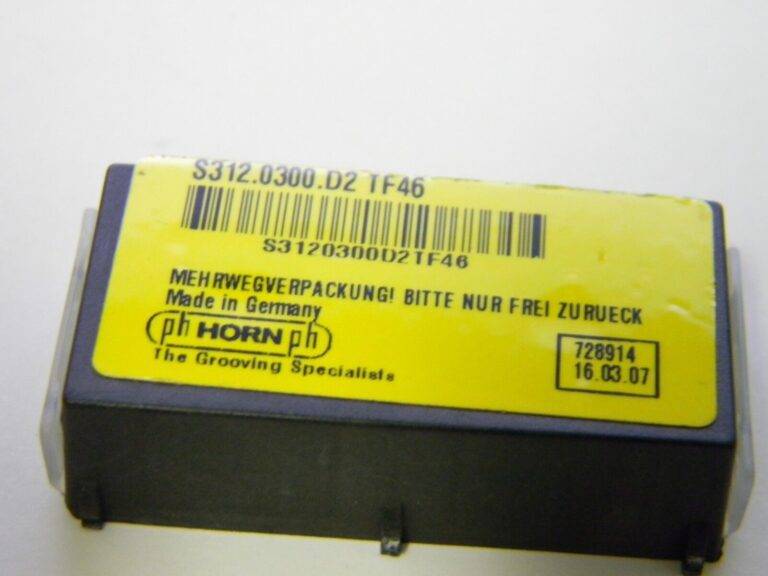 S312.0300.D2 TF46
S3120300D2TF46
MEHRWEGVERPACKUNG! BITTE NUR FREI ZURUECK
Made in Germany
ph HORN ph
The Grooving Specialists
728914
16.03.07